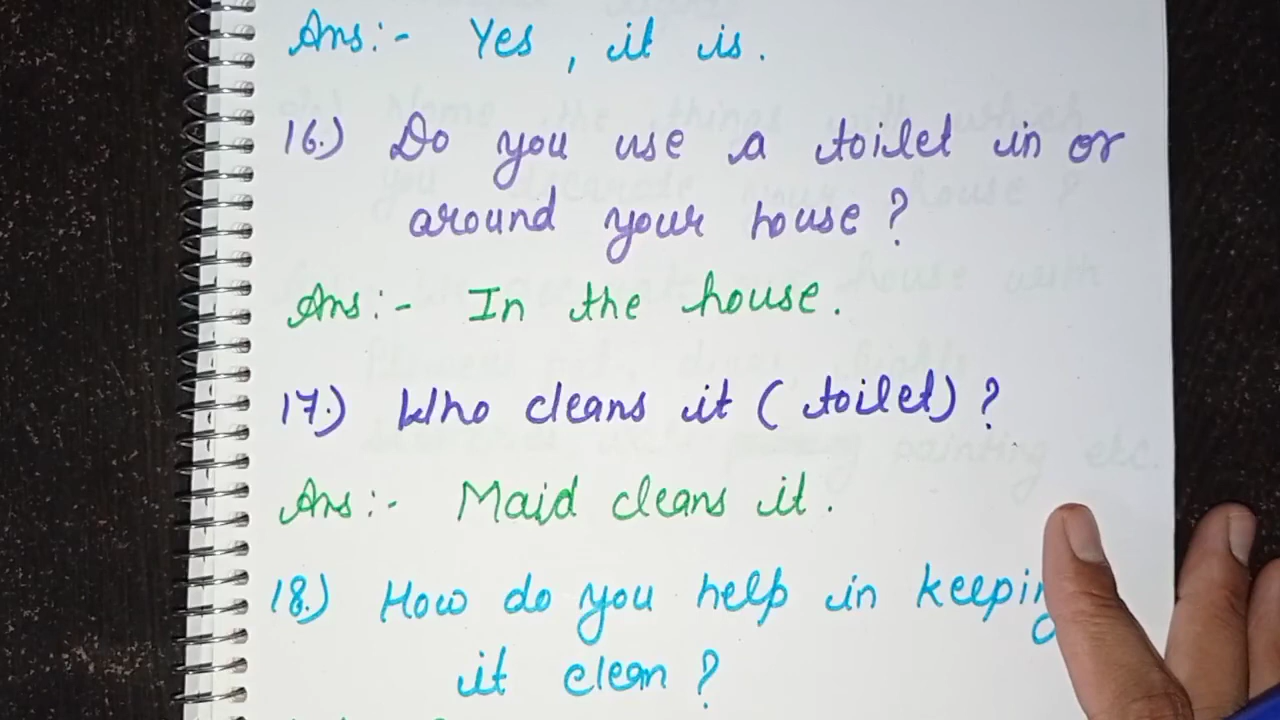 Ans:- Yes, it is.
16.) Do you use a toilet in or
around your house?
Ans:- In the house.
17.) Who cleans it (toilet)?
Ans:- Maid cleans it.
18.) How do you help in keeping
it clean?